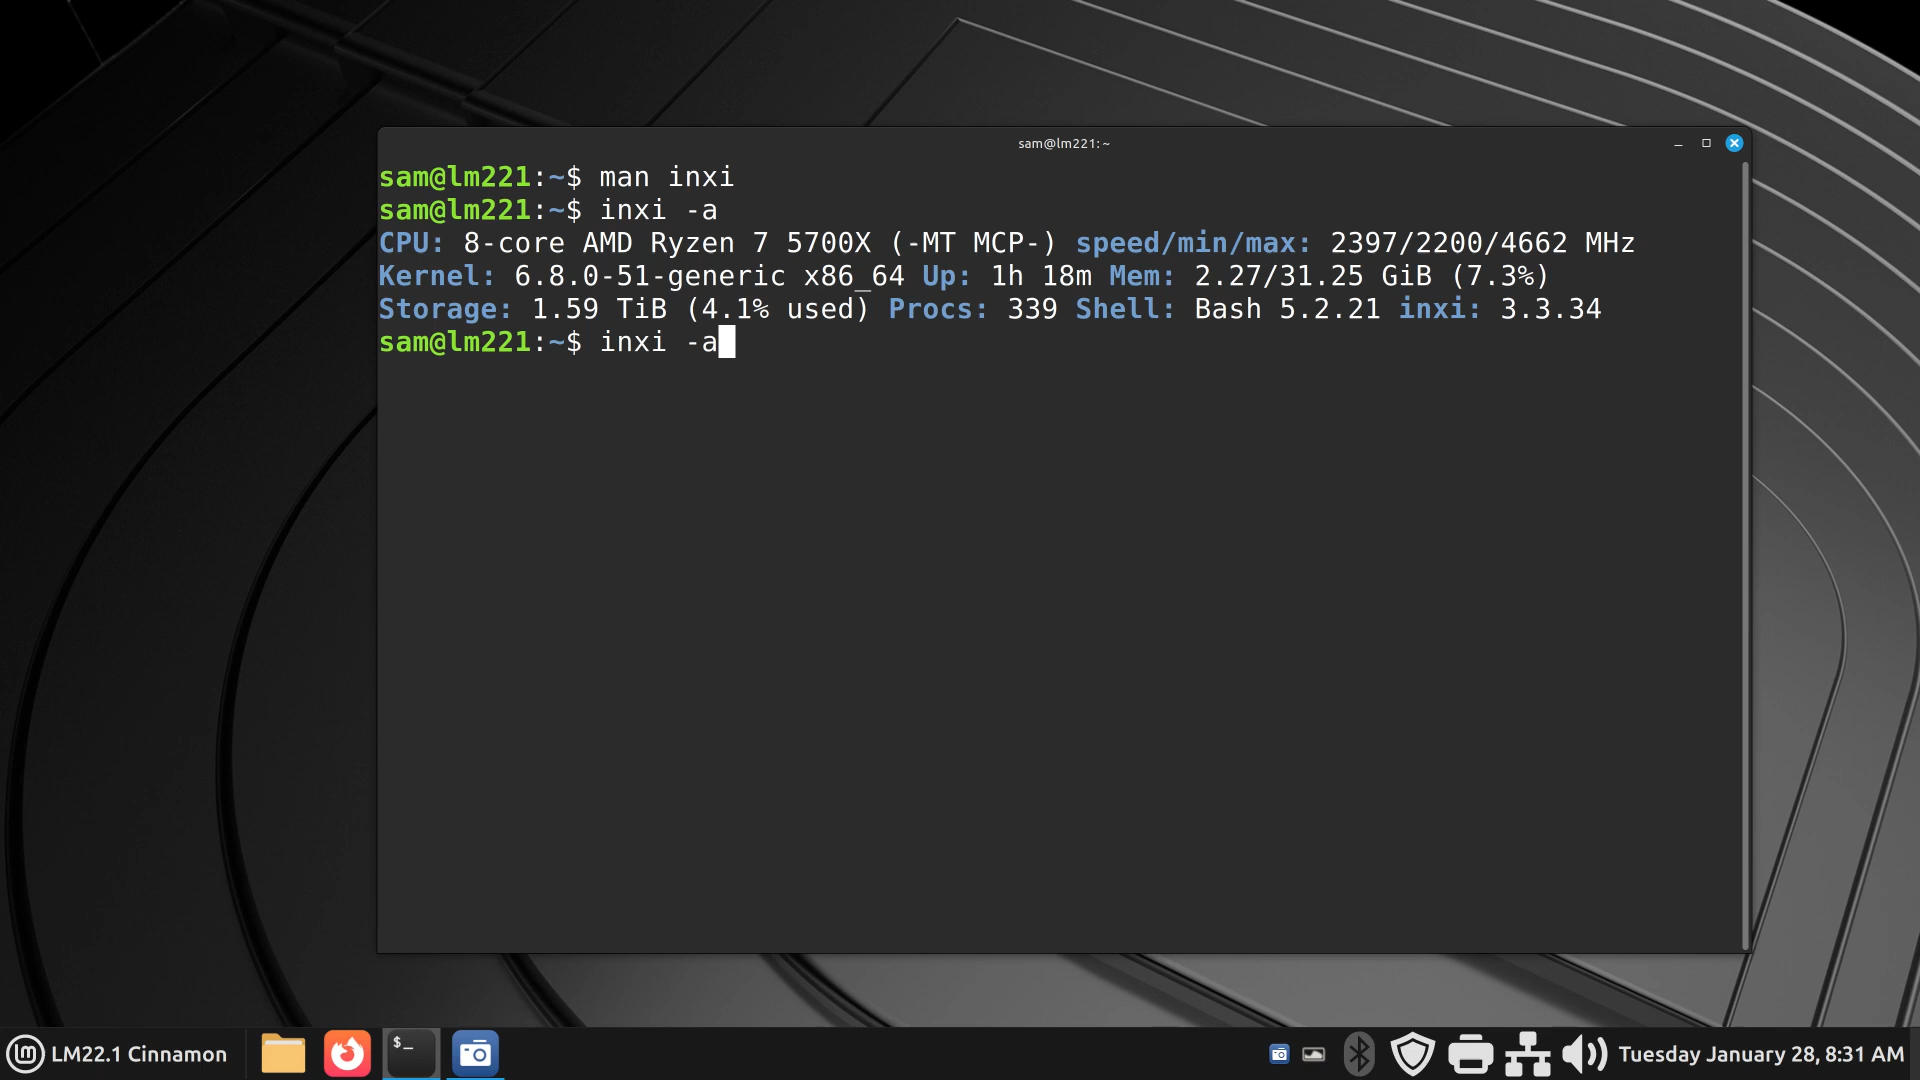 sam@lm221:~
sam@lm221:~$ man inxi
sam@lm221:~$ inxi -a
CPU: 8-core AMD Ryzen 7 5700X (-MT MCP-) speed/min/max: 2397/2200/4662 MHz
Kernel: 6.8.0-51-generic x86_64 Up: 1h 18m Mem: 2.27/31.25 GiB (7.3%)
Storage: 1.59 TiB (4.1% used) Procs: 339 Shell: Bash 5.2.21 inxi: 3.3.34
sam@lm221:~$ inxi -a
$_
LM22.1 Cinnamon
Tuesday January 28, 8:31 AM